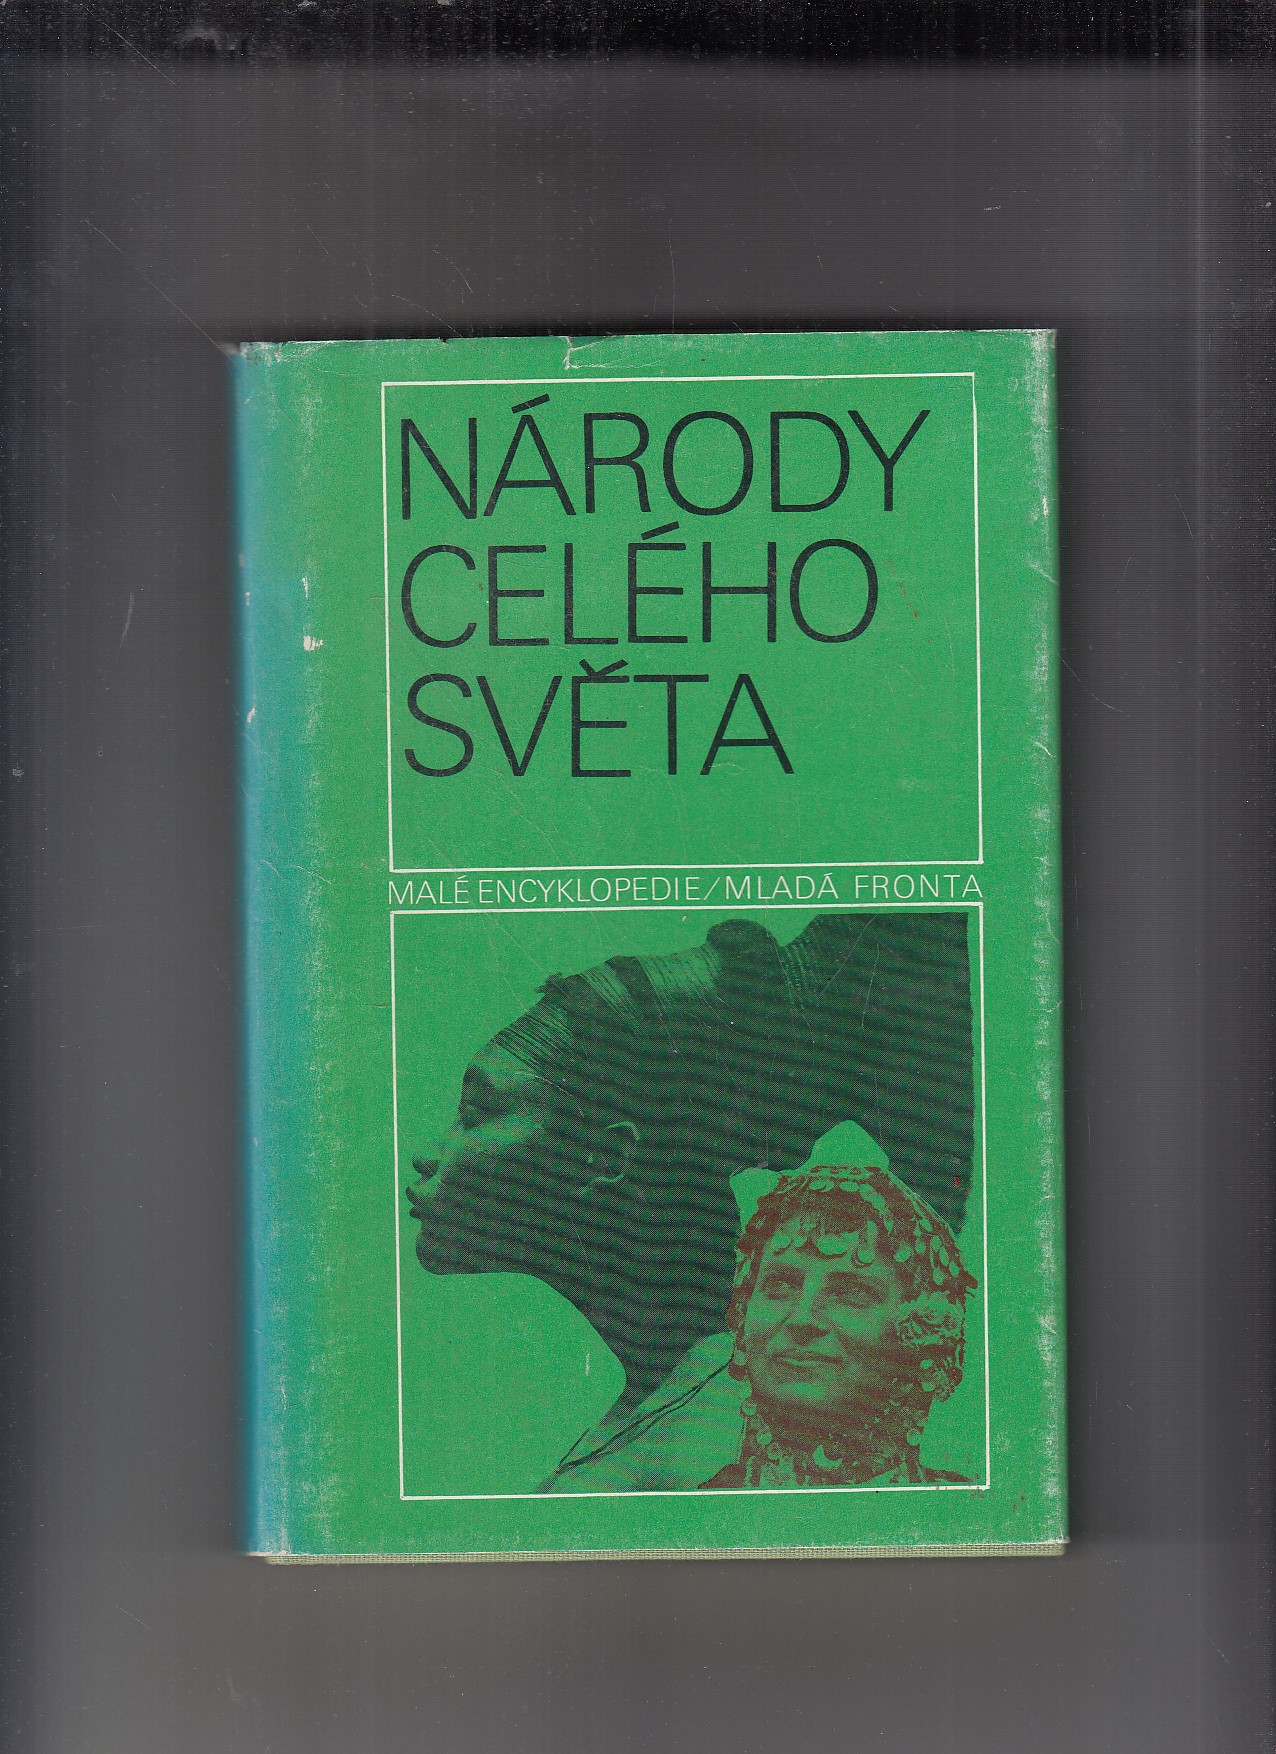 NÁRODY
CELÉHO
SVĚTA
MALÉ ENCYKLOPEDIE/MLADÁ FRONTA